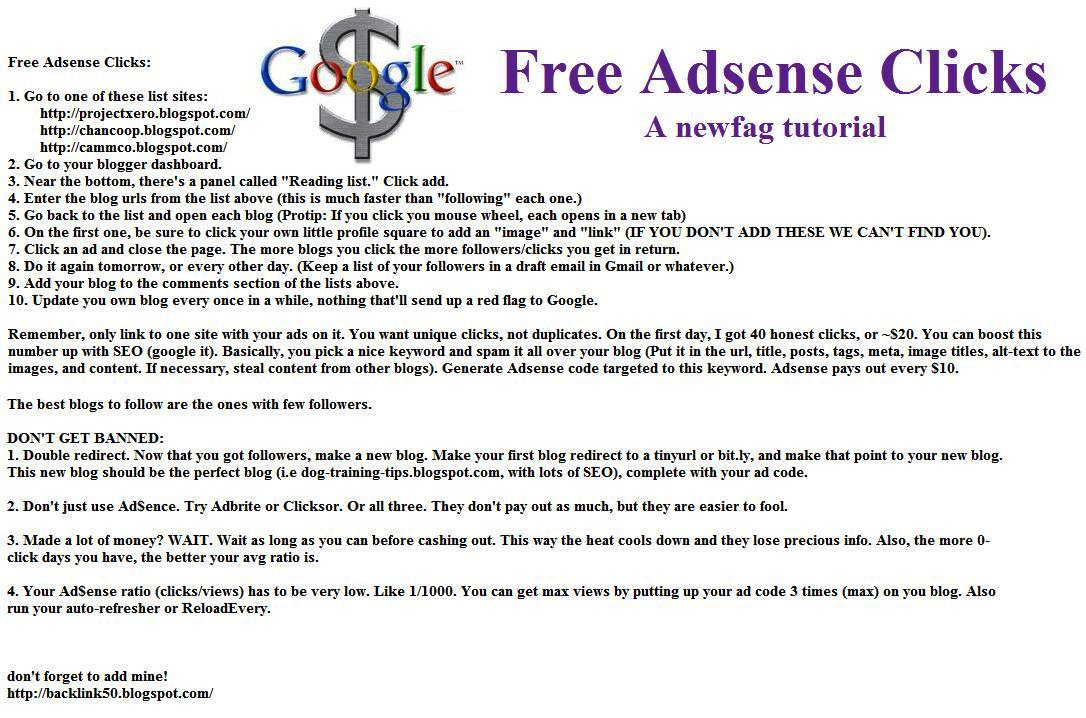 Google™
Free Adsense Clicks
A newfag tutorial
Free Adsense Clicks:
1. Go to one of these list sites:
http://projectxero.blogspot.com/
http://chancoop.blogspot.com/
http://cammco.blogspot.com/
2. Go to your blogger dashboard.
3. Near the bottom, there's a panel called "Reading list." Click add.
4. Enter the blog urls from the list above (this is much faster than "following" each one.)
5. Go back to the list and open each blog (Protip: If you click you mouse wheel, each opens in a new tab)
6. On the first one, be sure to click your own little profile square to add an "image" and "link" (IF YOU DON'T ADD THESE WE CAN'T FIND YOU).
7. Click an ad and close the page. The more blogs you click the more followers/clicks you get in return.
8. Do it again tomorrow, or every other day. (Keep a list of your followers in a draft email in Gmail or whatever.)
9. Add your blog to the comments section of the lists above.
10. Update you own blog every once in a while, nothing that'll send up a red flag to Google.
Remember, only link to one site with your ads on it. You want unique clicks, not duplicates. On the first day, I got 40 honest clicks, or ~$20. You can boost this
number up with SEO (google it). Basically, you pick a nice keyword and spam it all over your blog (Put it in the url, title, posts, tags, meta, image titles, alt-text to the
images, and content. If necessary, steal content from other blogs). Generate Adsense code targeted to this keyword. Adsense pays out every $10.
The best blogs to follow are the ones with few followers.
DON'T GET BANNED:
1. Double redirect. Now that you got followers, make a new blog. Make your first blog redirect to a tinyurl or bit.ly, and make that point to your new blog.
This new blog should be the perfect blog (i.e dog-training-tips.blogspot.com, with lots of SEO), complete with your ad code.
2. Don't just use Ad$ence. Try Adbrite or Clicksor. Or all three. They don't pay out as much, but they are easier to fool.
3. Made a lot of money? WAIT. Wait as long as you can before cashing out. This way the heat cools down and they lose precious info. Also, the more 0-
click days you have, the better your avg ratio is.
4. Your Ad$ense ratio (clicks/views) has to be very low. Like 1/1000. You can get max views by putting up your ad code 3 times (max) on you blog. Also
run your auto-refresher or ReloadEvery.
don't forget to add mine!
http://backlink50.blogspot.com/